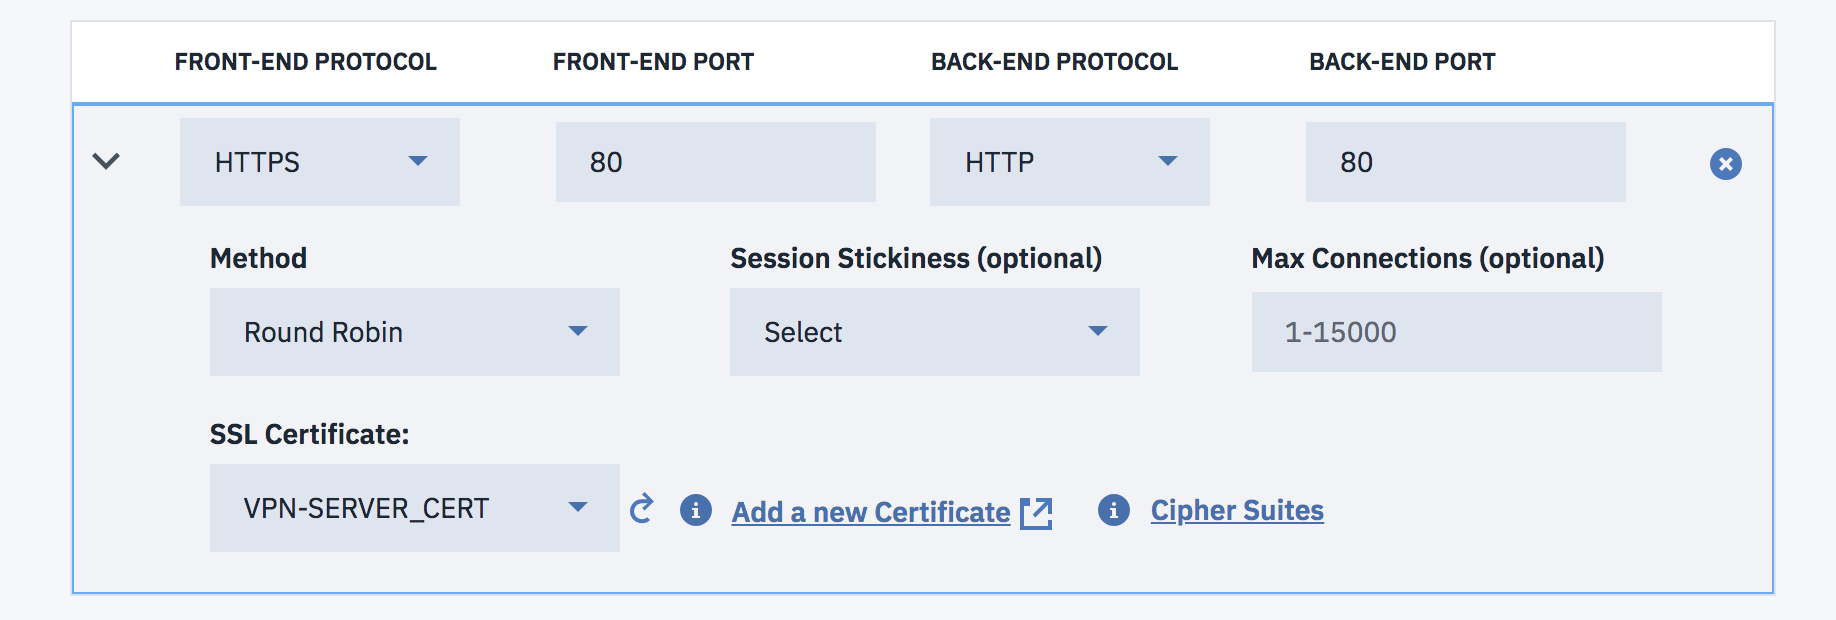 FRONT-END PROTOCOL FRONT-END PORT BACK-END PROTOCOL BACK-END PORT
HTTPS 80 HTTP 80
Method Session Stickiness (optional) Max Connections (optional)
Round Robin Select 1-15000
SSL Certificate:
VPN-SERVER_CERT Add a new Certificate Cipher Suites